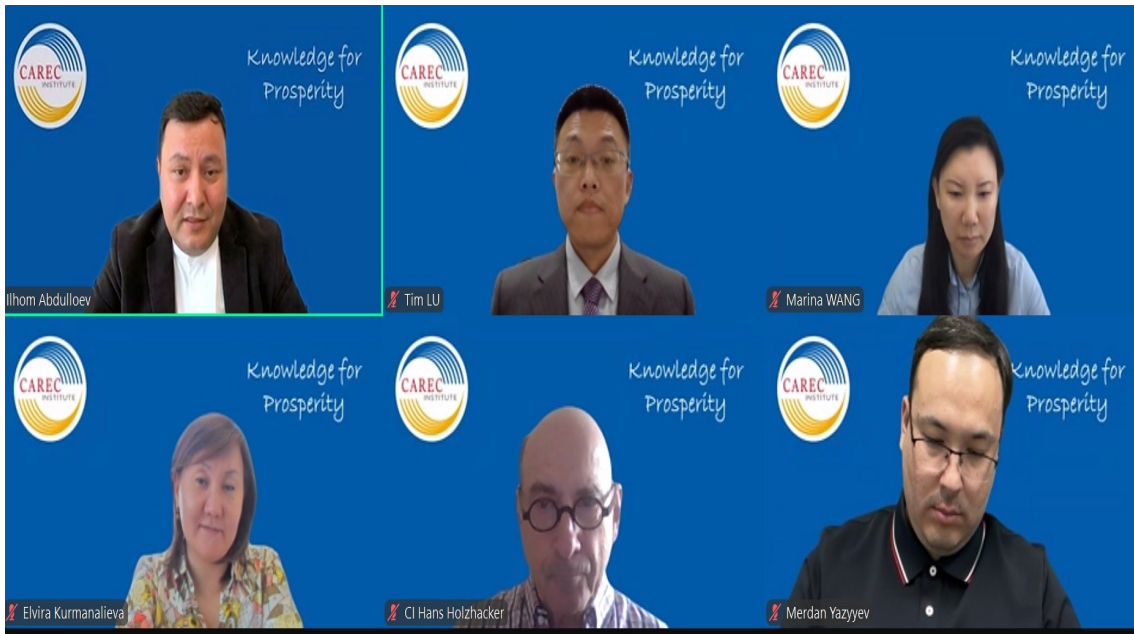 CAREC
INSTITUTE
Knowledge for
Prosperity
Ilhom Abdulloev
CAREC
INSTITUTE
Knowledge for
Prosperity
Tim LU
CAREC
INSTITUTE
Knowledge for
Prosperity
Marina WANG
CAREC
INSTITUTE
Knowledge for
Prosperity
Elvira Kurmanalieva
CAREC
INSTITUTE
Knowledge for
Prosperity
CI Hans Holzhacker
CAREC
INSTITUTE
Knowledge for
Prosperity
Merdan Yazyyev